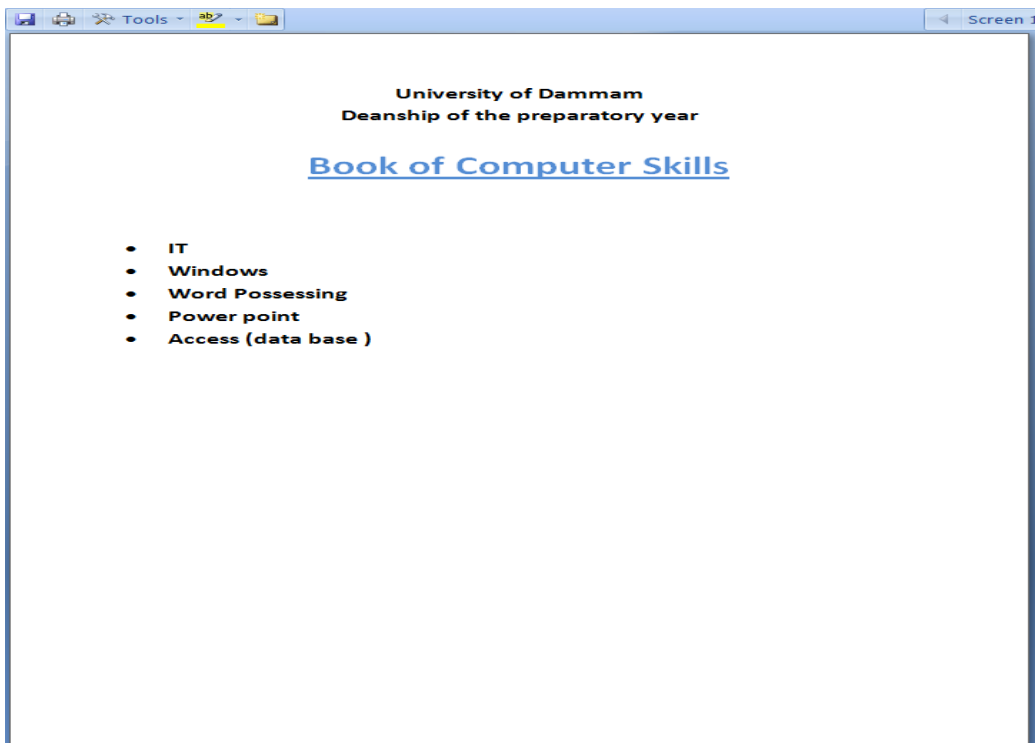 Tools
Screen 1
University of Dammam
Deanship of the preparatory year
Book of Computer Skills
• IT
• Windows
• Word Possessing
• Power point
• Access (data base )